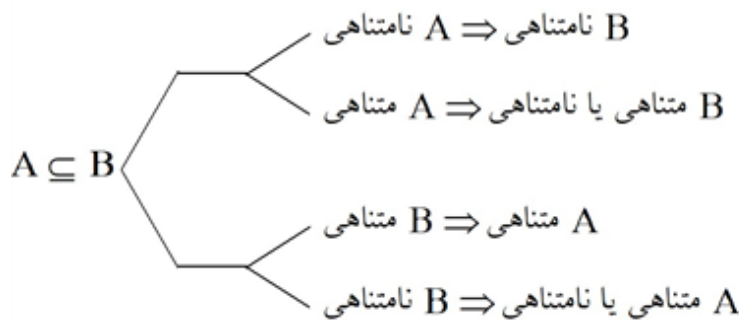 نامتناهی A ⇒ نامتناهی B
متناهی A ⇒ متناهی یا نامتناهی B
A ⊆ B
متناهی B ⇒ متناهی A
نامتناهی B ⇒ متناهی یا نامتناهی A